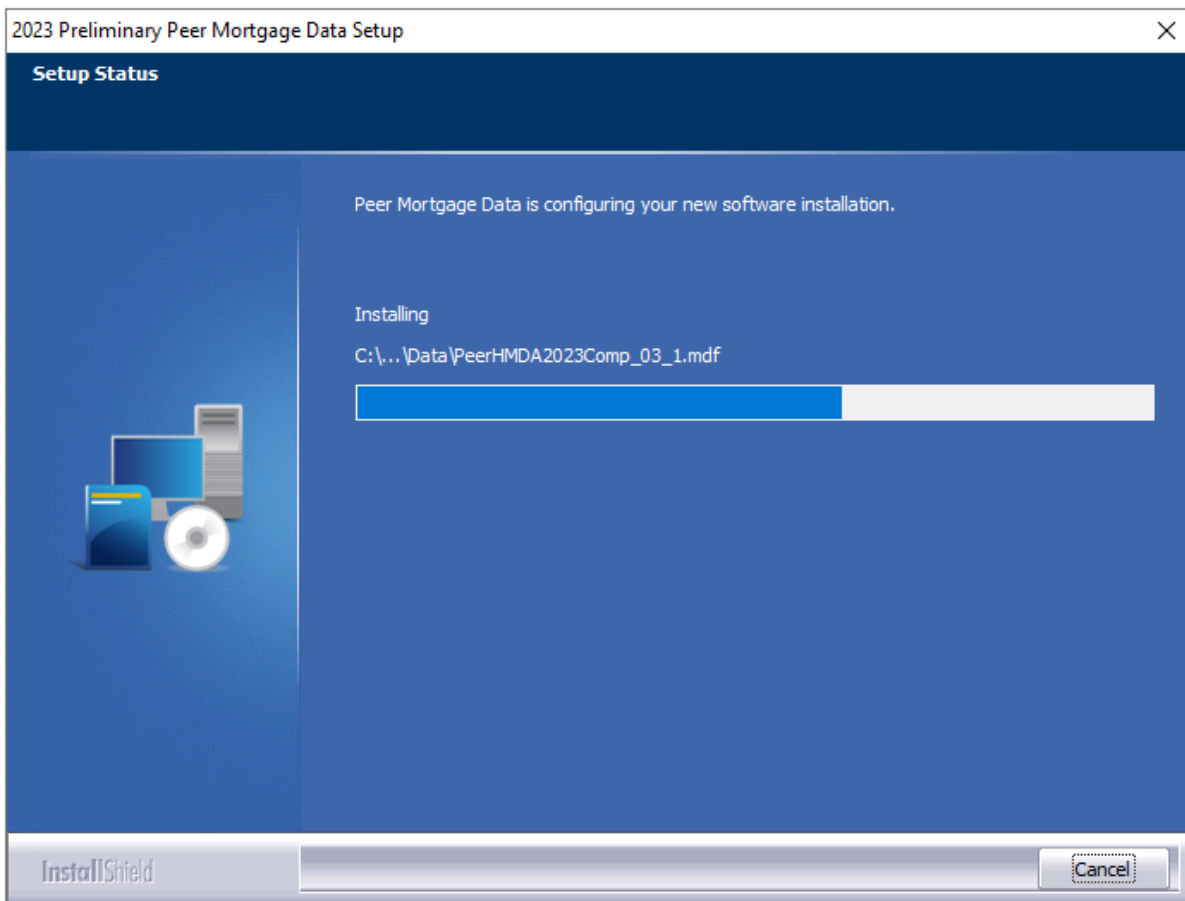 2023 Preliminary Peer Mortgage Data Setup
Setup Status
Peer Mortgage Data is configuring your new software installation.
Installing
C:\...\Data\PeerHMDA2023Comp_03_1.mdf
InstallShield
Cancel